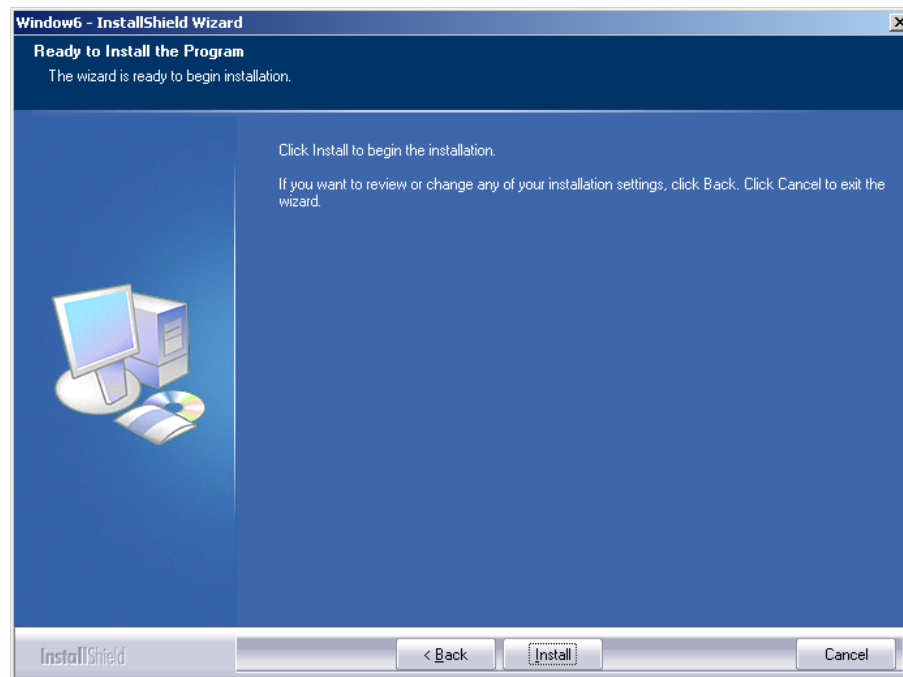 Window6 - InstallShield Wizard
Ready to Install the Program
The wizard is ready to begin installation.
Click Install to begin the installation.
If you want to review or change any of your installation settings, click Back. Click Cancel to exit the
wizard.
InstallShield
< Back
Install
Cancel